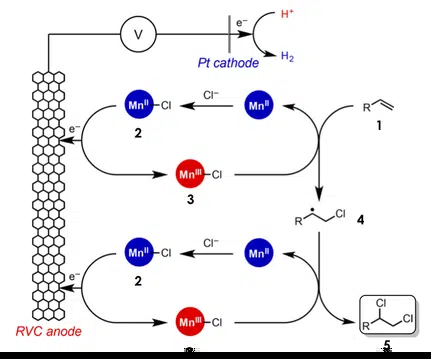 V
e⁻
H⁺
H₂
Pt cathode
Mnᴵᴵ–Cl
Cl⁻
Mnᴵᴵ
2
e⁻
R
1
Mnᴵᴵᴵ–Cl
3
R
Cl
4
Mnᴵᴵ–Cl
Cl⁻
Mnᴵᴵ
2
e⁻
Cl
R
Cl
5
RVC anode
Mnᴵᴵᴵ–Cl